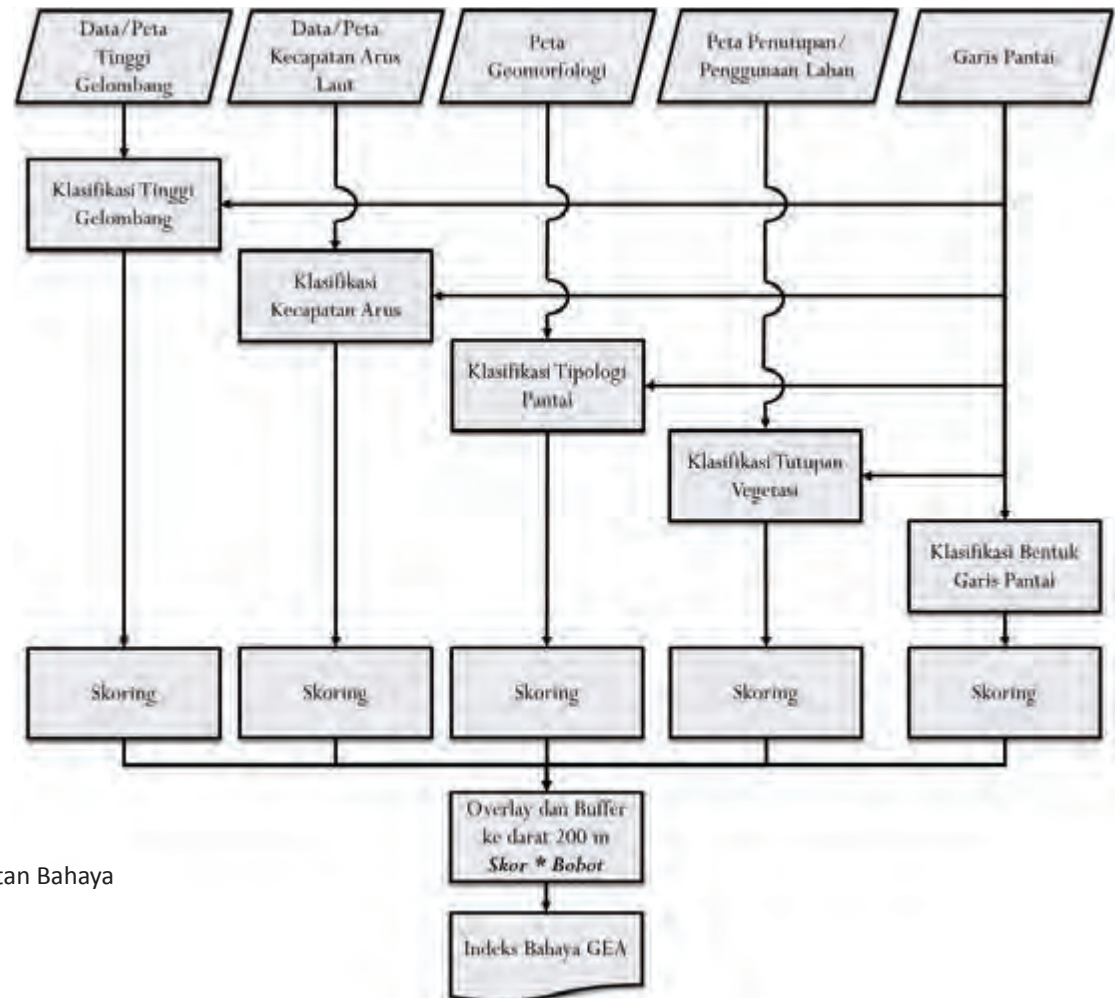 Data/Peta
Tinggi
Gelombang
Data/Peta
Kecapatan Arus
Laut
Peta
Geomorfologi
Peta Penutupan/
Penggunaan Lahan
Garis Pantai
Klasifikasi Tinggi
Gelombang
Klasifikasi
Kecapatan Arus
Klasifikasi Tipologi
Pantai
Klasifikasi Tutupan
Vegetasi
Klasifikasi Bentuk
Garis Pantai
Skoring
Skoring
Skoring
Skoring
Skoring
Overlay dan Buffer
ke darat 200 m
Skor * Bobot
tan Bahaya
Indeks Bahaya GEA